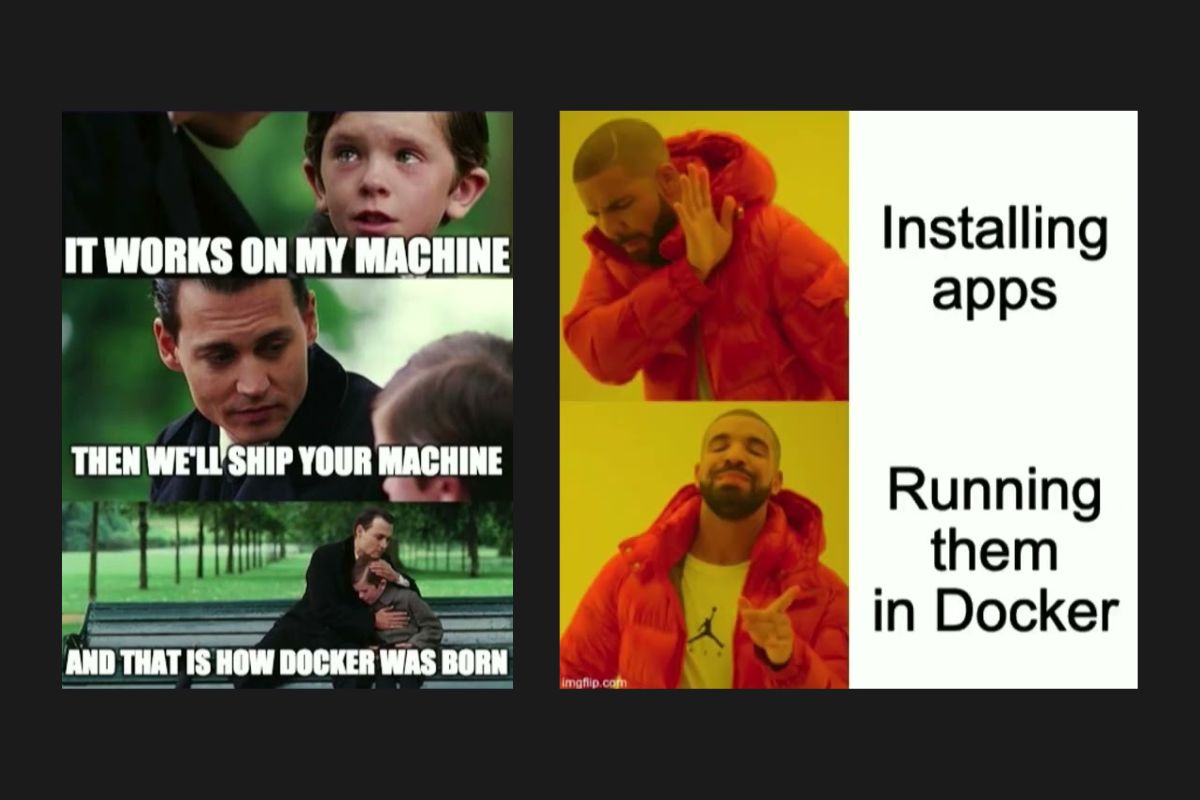 IT WORKS ON MY MACHINE
THEN WE'LL SHIP YOUR MACHINE
AND THAT IS HOW DOCKER WAS BORN
Installing
apps
Running
them
in Docker
imgflip.com